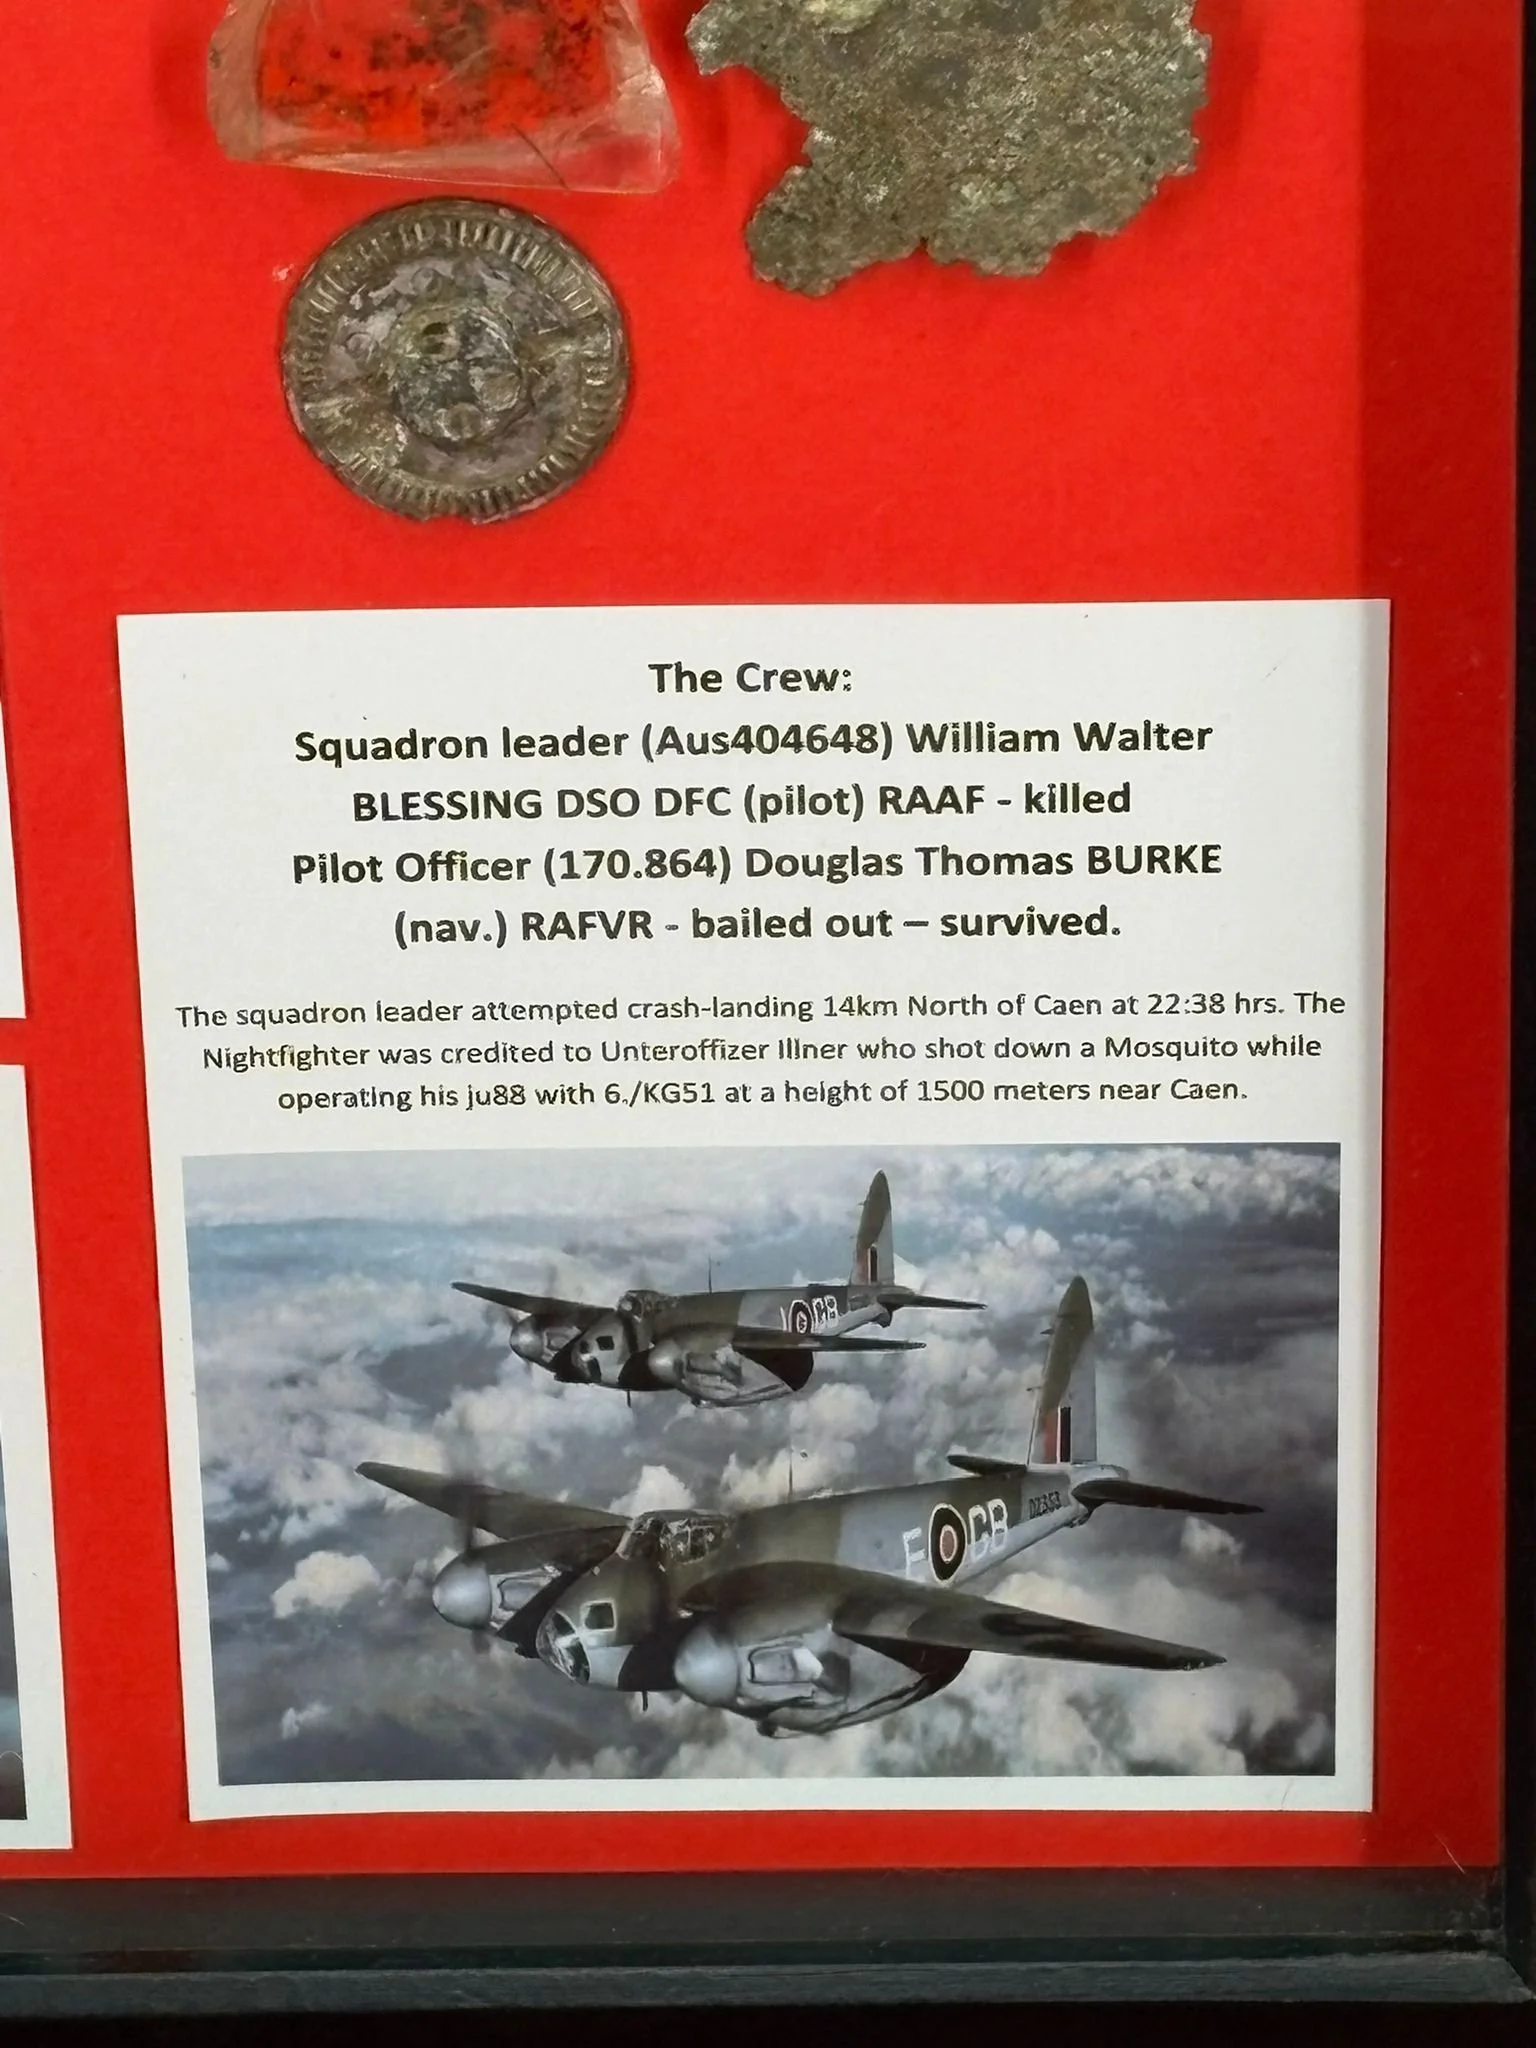 The Crew:
Squadron leader (Aus404648) William Walter
BLESSING DSO DFC (pilot) RAAF - killed
Pilot Officer (170.864) Douglas Thomas BURKE
(nav.) RAFVR - bailed out – survived.
The squadron leader attempted crash-landing 14km North of Caen at 22:38 hrs. The
Nightfighter was credited to Unteroffizer Illner who shot down a Mosquito while
operating his ju88 with 6./KG51 at a height of 1500 meters near Caen.
GB
F GB DZ353